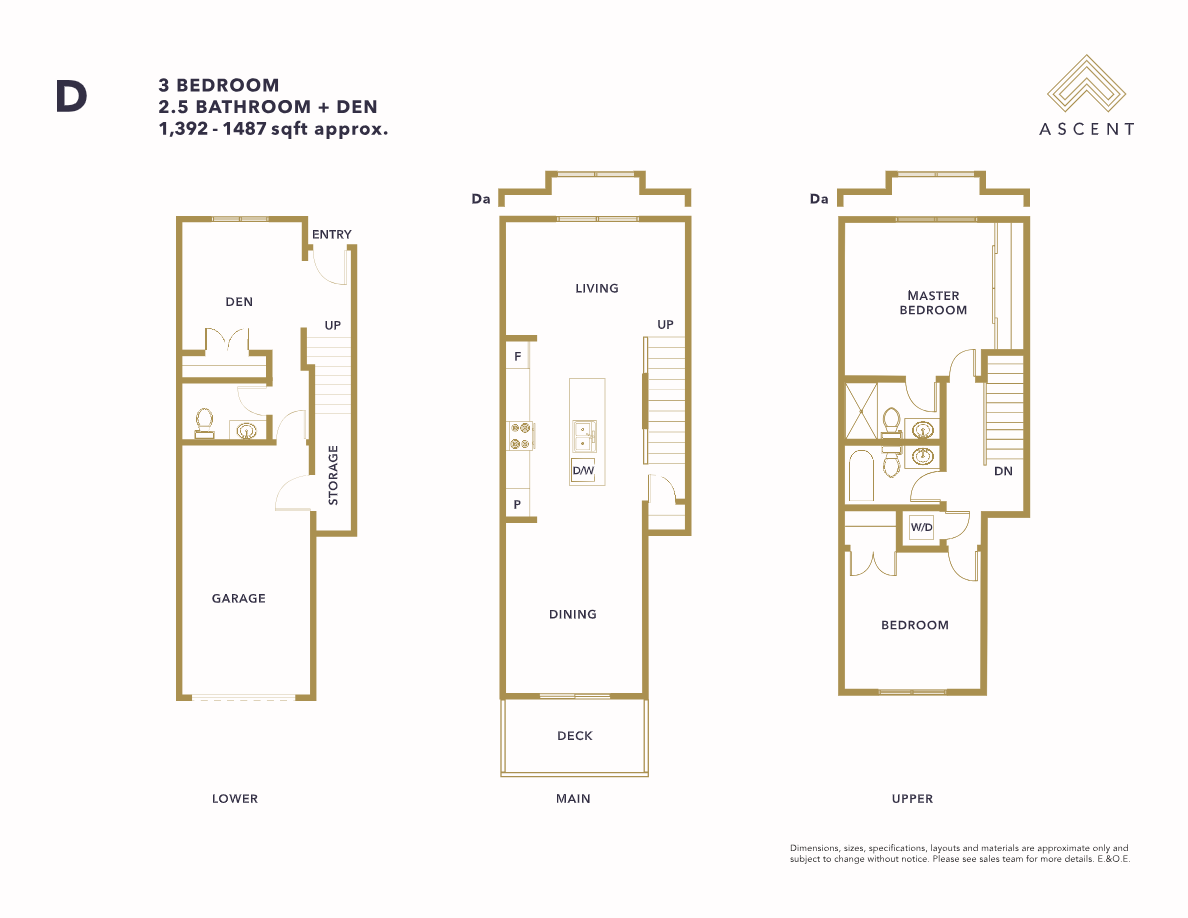 D
3 BEDROOM
2.5 BATHROOM + DEN
1,392 - 1487 sqft approx.
ASCENT
ENTRY
DEN
UP
STORAGE
GARAGE
LOWER
Da
LIVING
UP
F
D/W
P
DINING
DECK
MAIN
Da
MASTER
BEDROOM
DN
W/D
BEDROOM
UPPER
Dimensions, sizes, specifications, layouts and materials are approximate only and
subject to change without notice. Please see sales team for more details. E.&O.E.